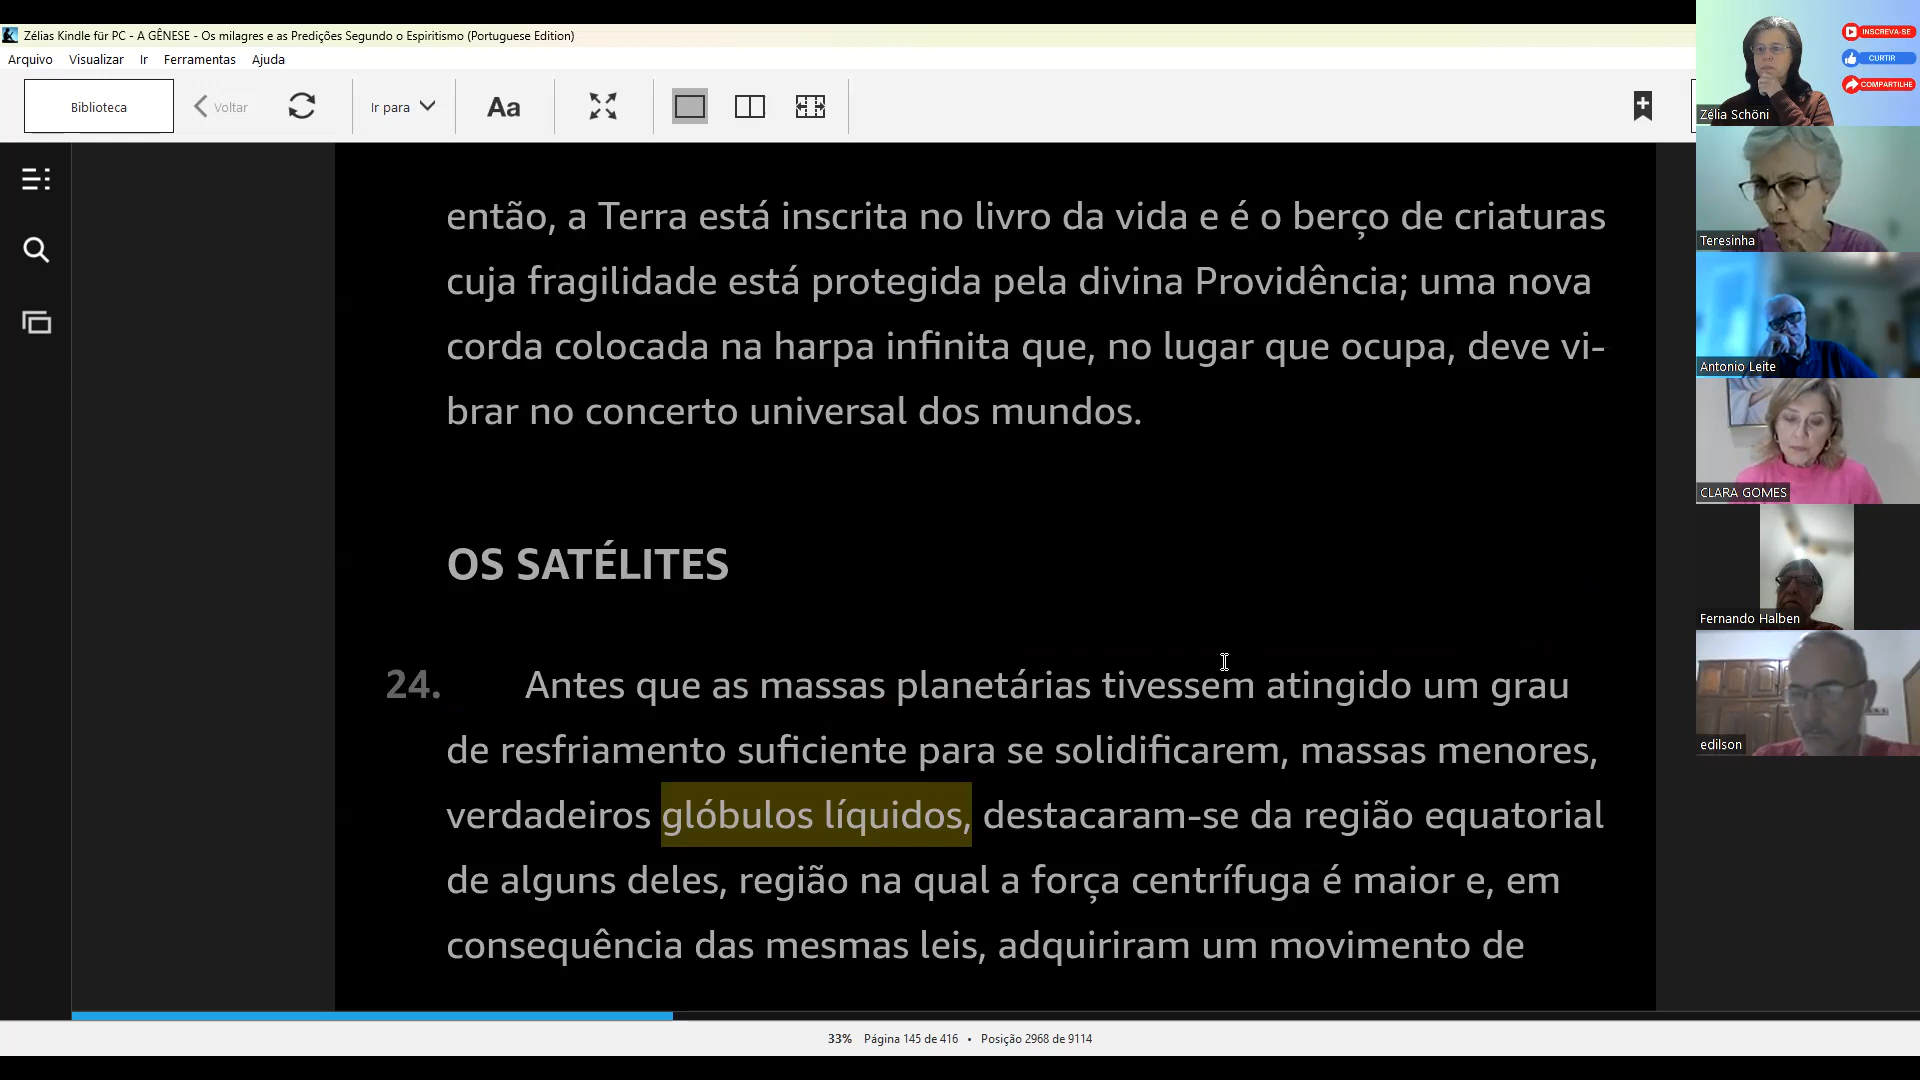 Zélias Kindle für PC - A GÊNESE - Os milagres e as Predições Segundo o Espiritismo (Portuguese Edition)
Arquivo Visualizar Ir Ferramentas Ajuda
Biblioteca Voltar Ir para Aa
então, a Terra está inscrita no livro da vida e é o berço de criaturas
cuja fragilidade está protegida pela divina Providência; uma nova
corda colocada na harpa infinita que, no lugar que ocupa, deve vi-
brar no concerto universal dos mundos.
OS SATÉLITES
24. Antes que as massas planetárias tivessem atingido um grau
de resfriamento suficiente para se solidificarem, massas menores,
verdadeiros glóbulos líquidos, destacaram-se da região equatorial
de alguns deles, região na qual a força centrífuga é maior e, em
consequência das mesmas leis, adquiriram um movimento de
33% Página 145 de 416 • Posição 2968 de 9114
INSCREVA-SE
CURTIR
COMPARTILHE
Zélia Schöni
Teresinha
Antonio Leite
CLARA GOMES
Fernando Halben
edilson